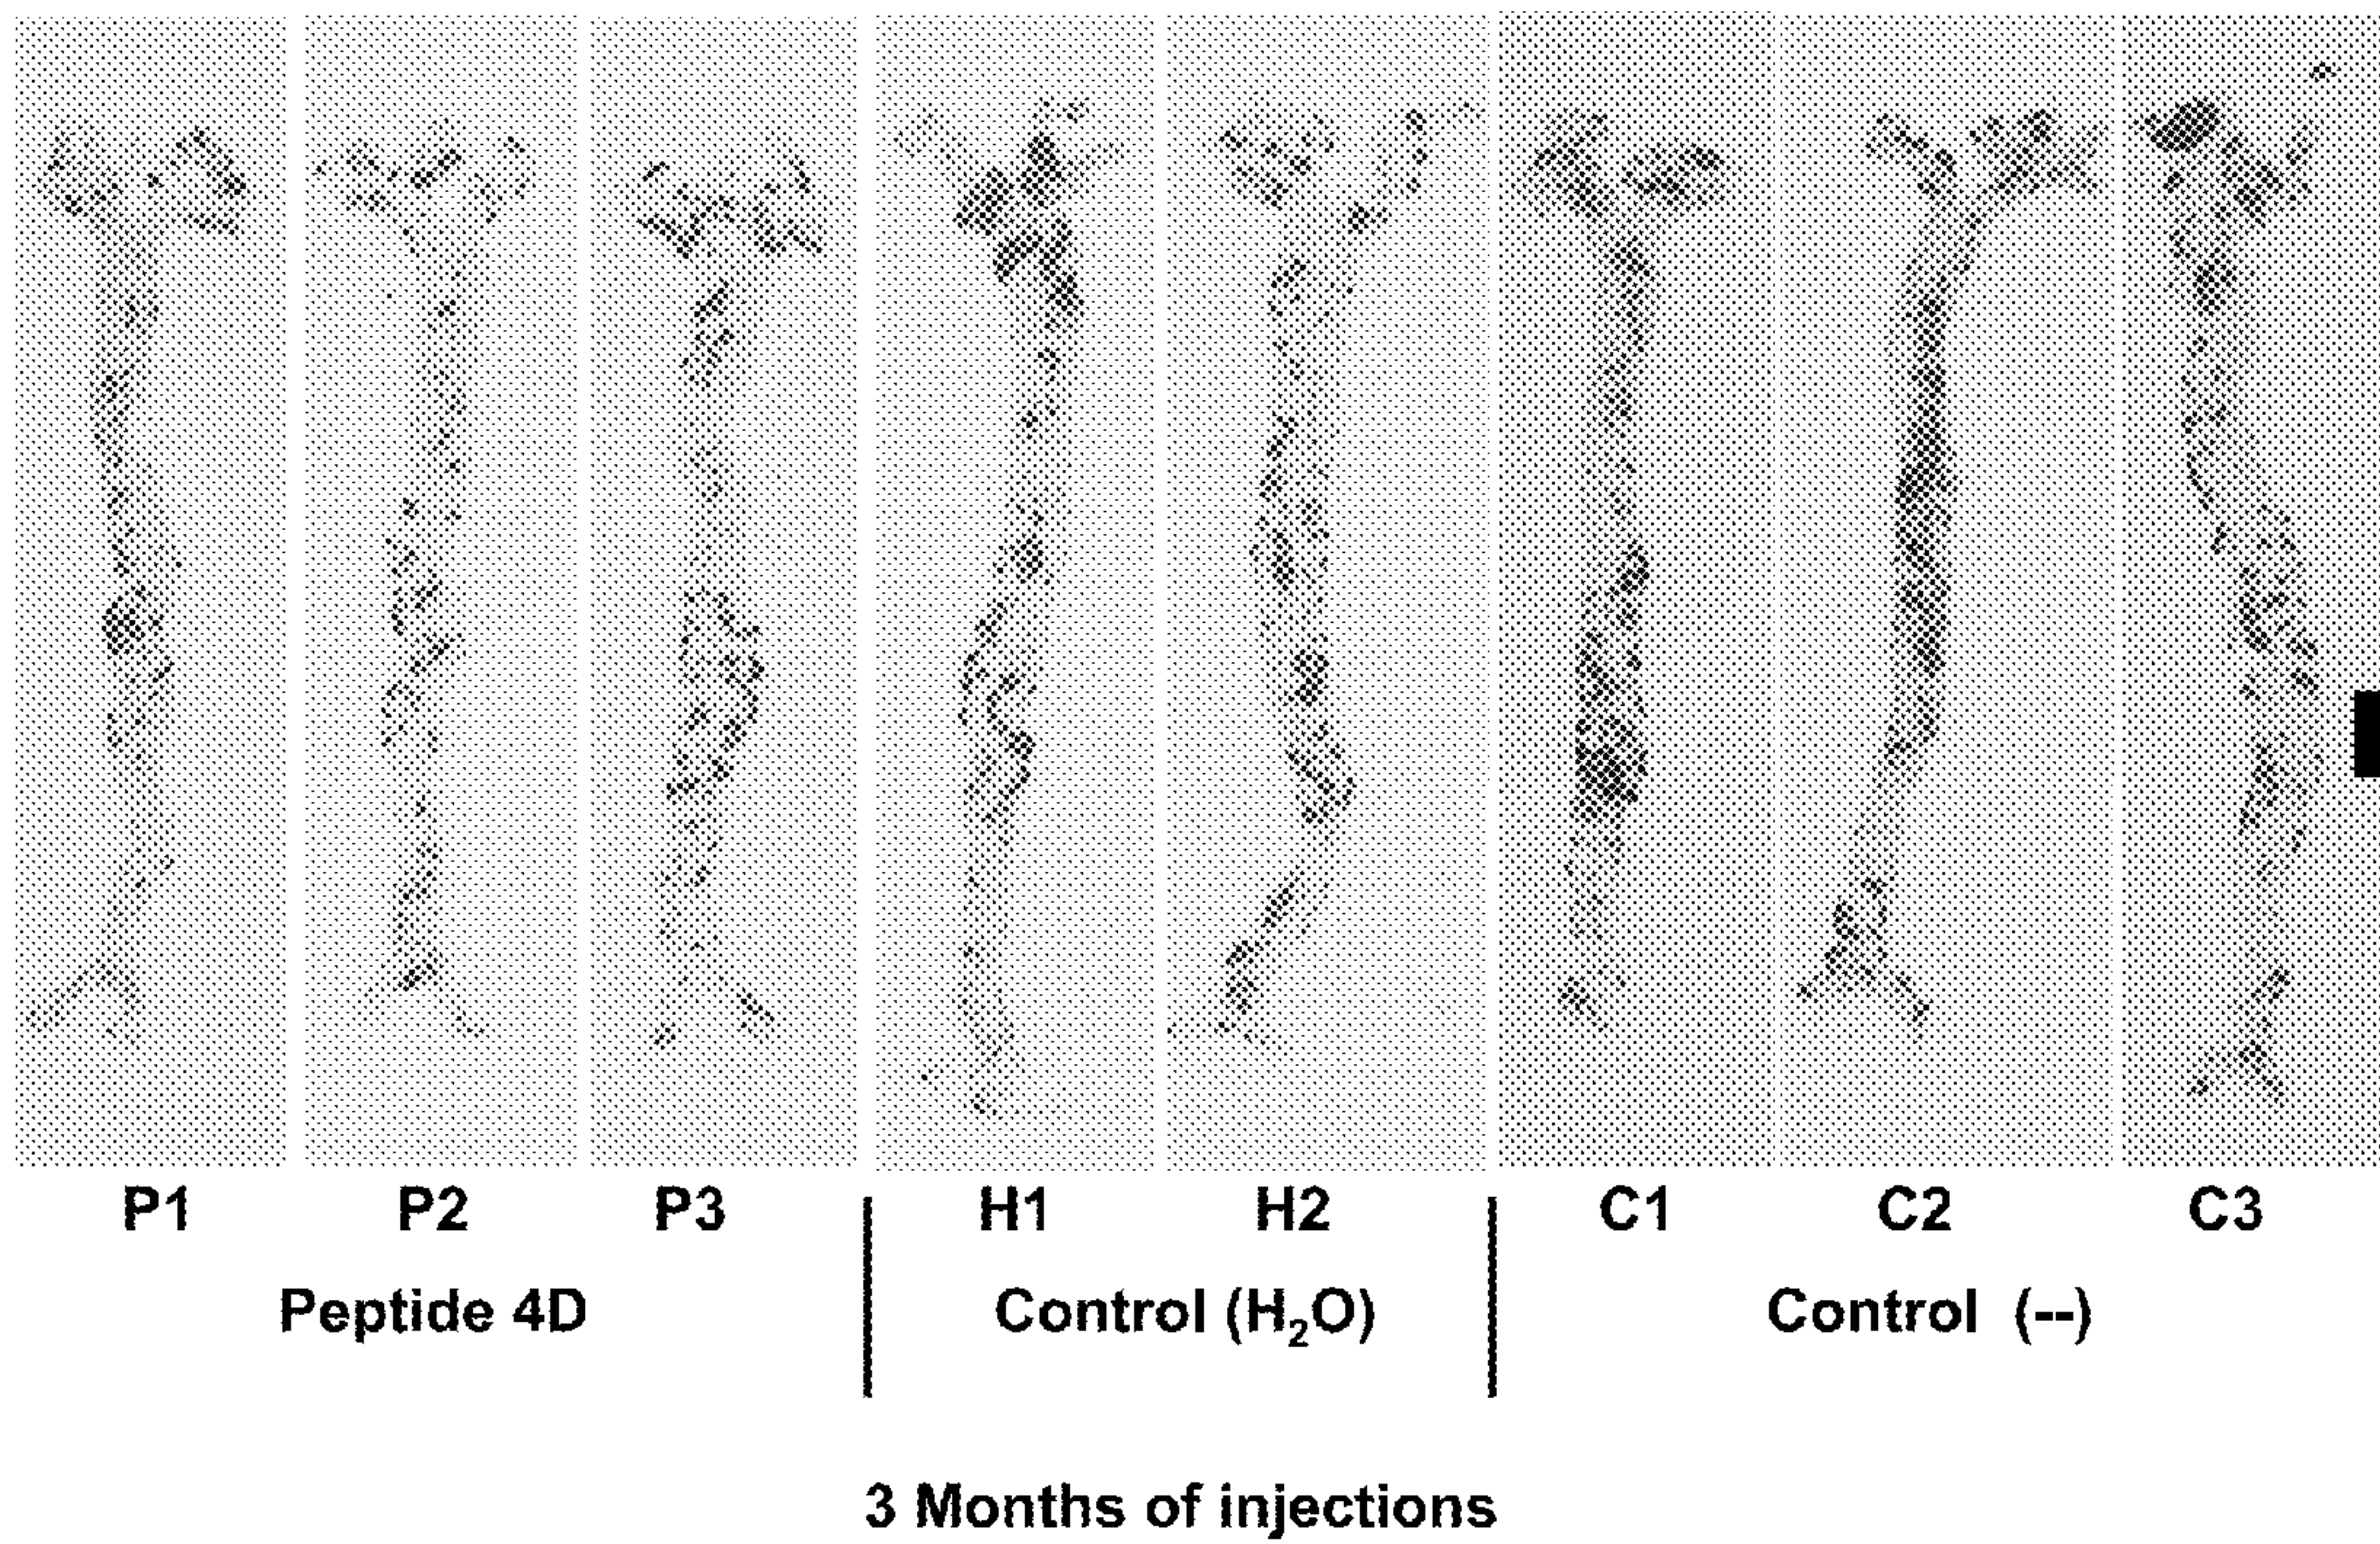 P1 P2 P3 H1 H2 C1 C2 C3
Peptide 4D Control (H₂O) Control (--)
3 Months of injections